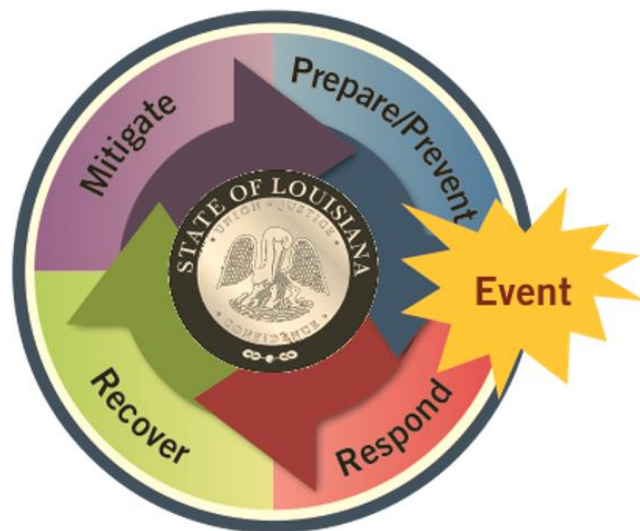 Mitigate
Prepare/Prevent
Event
Respond
Recover
STATE OF LOUISIANA
UNION • JUSTICE
CONFIDENCE